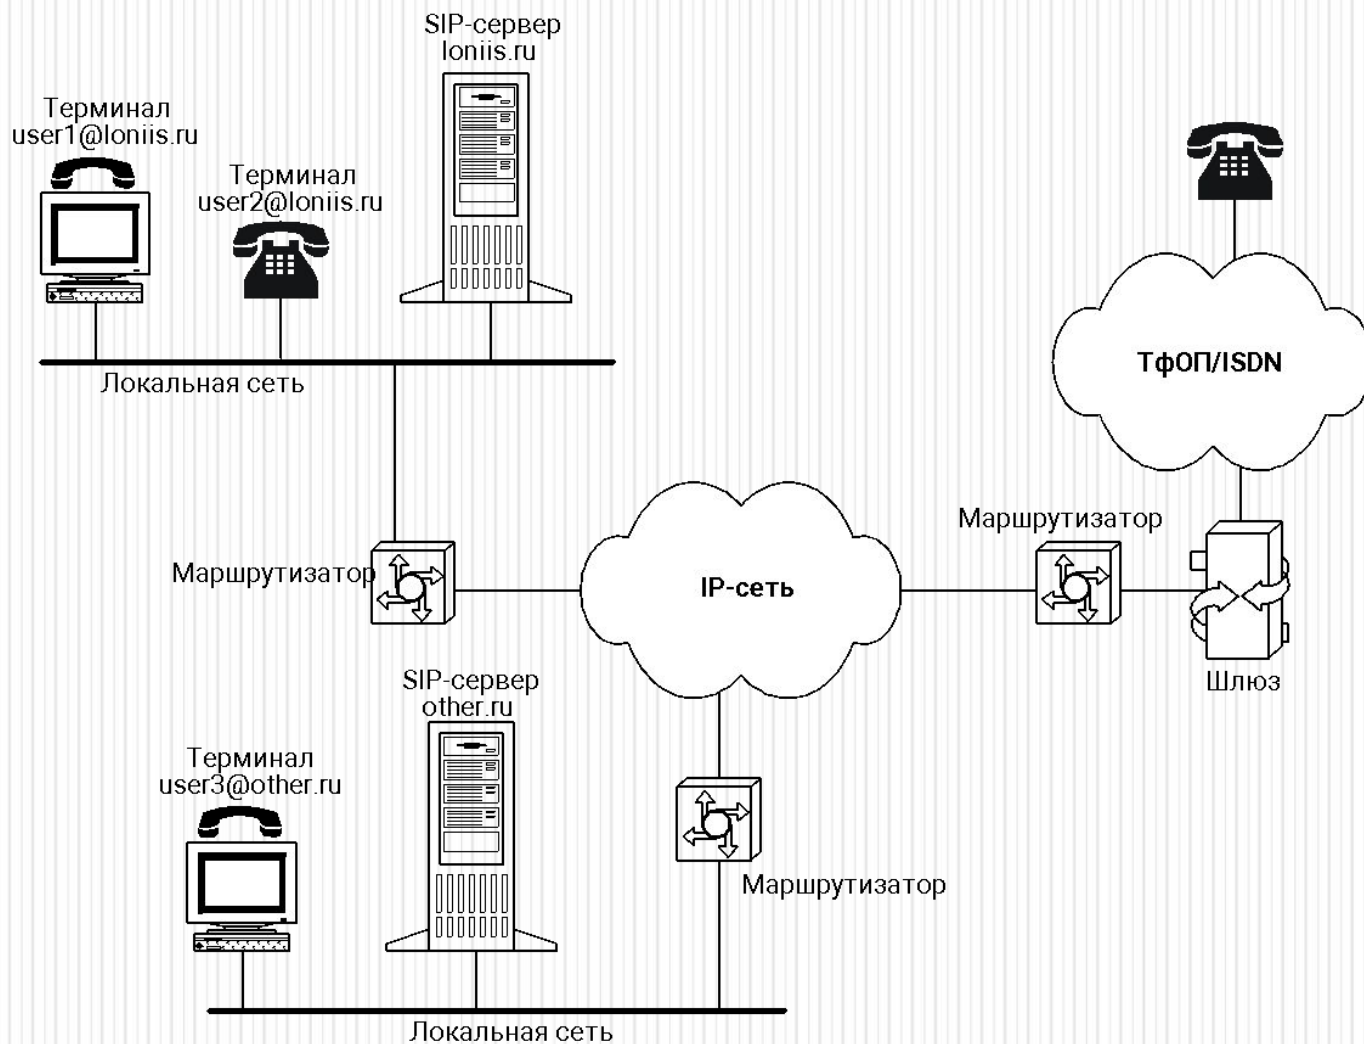 SIP-сервер
loniis.ru
Терминал
user1@loniis.ru
Терминал
user2@loniis.ru
Локальная сеть
ТфОП/ISDN
Маршрутизатор
Маршрутизатор
IP-сеть
Шлюз
SIP-сервер
other.ru
Терминал
user3@other.ru
Маршрутизатор
Локальная сеть